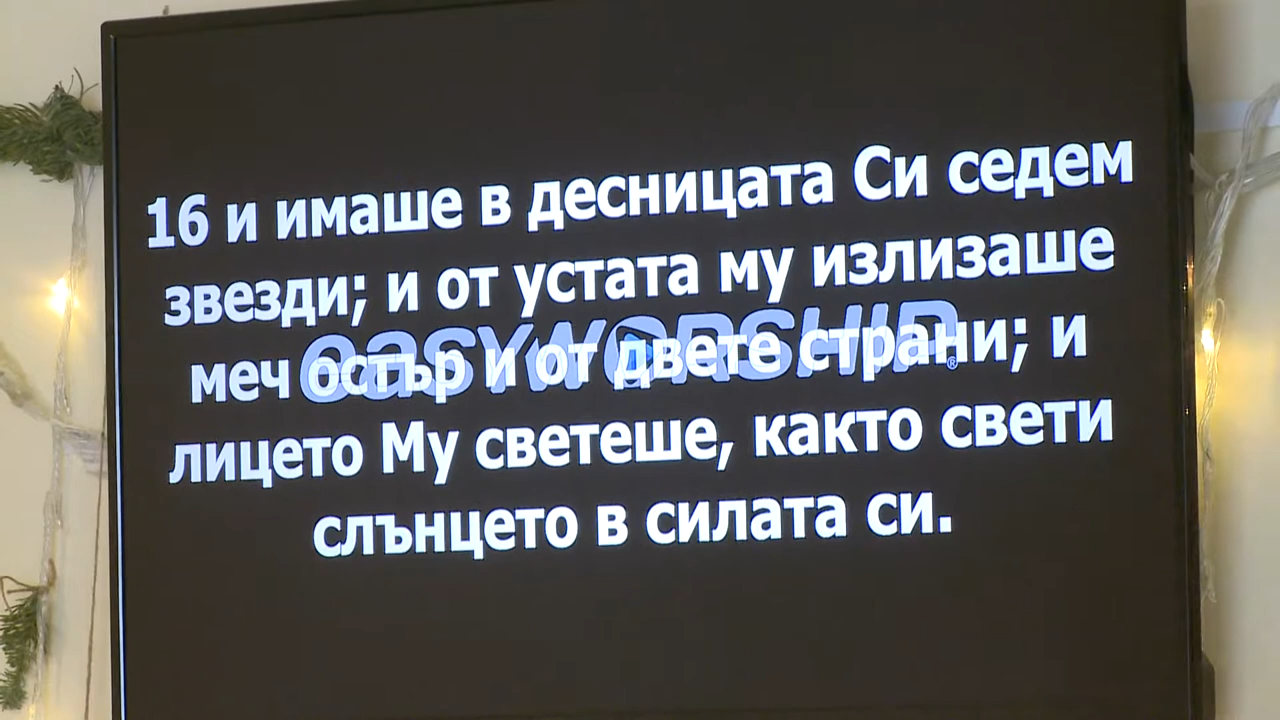 16 и имаше в десницата Си седем
звезди; и от устата му излизаше
меч остър и от двете страни; и
easyworship®
лицето Му светеше, както свети
слънцето в силата си.